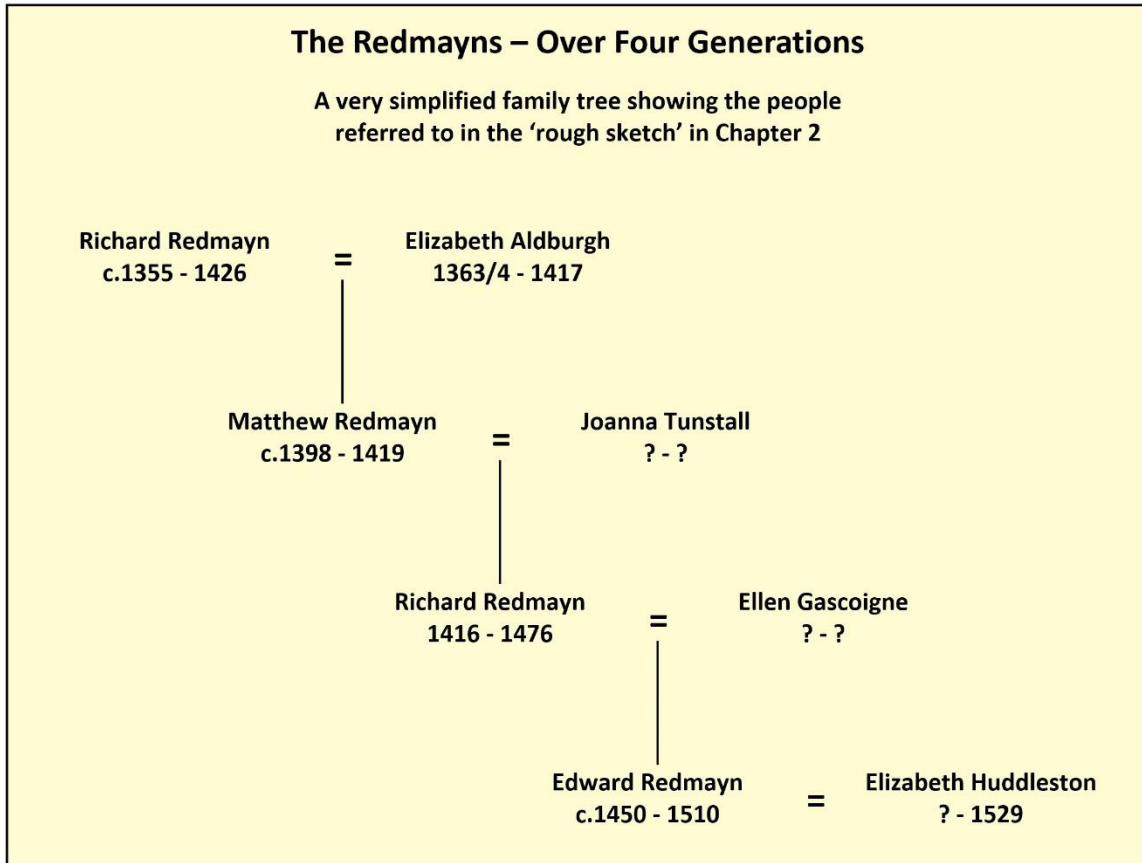 The Redmayns – Over Four Generations
A very simplified family tree showing the people
referred to in the ‘rough sketch’ in Chapter 2
Richard Redmayn = Elizabeth Aldburgh
c.1355 - 1426 1363/4 - 1417
Matthew Redmayn = Joanna Tunstall
c.1398 - 1419 ? - ?
Richard Redmayn = Ellen Gascoigne
1416 - 1476 ? - ?
Edward Redmayn = Elizabeth Huddleston
c.1450 - 1510 ? - 1529